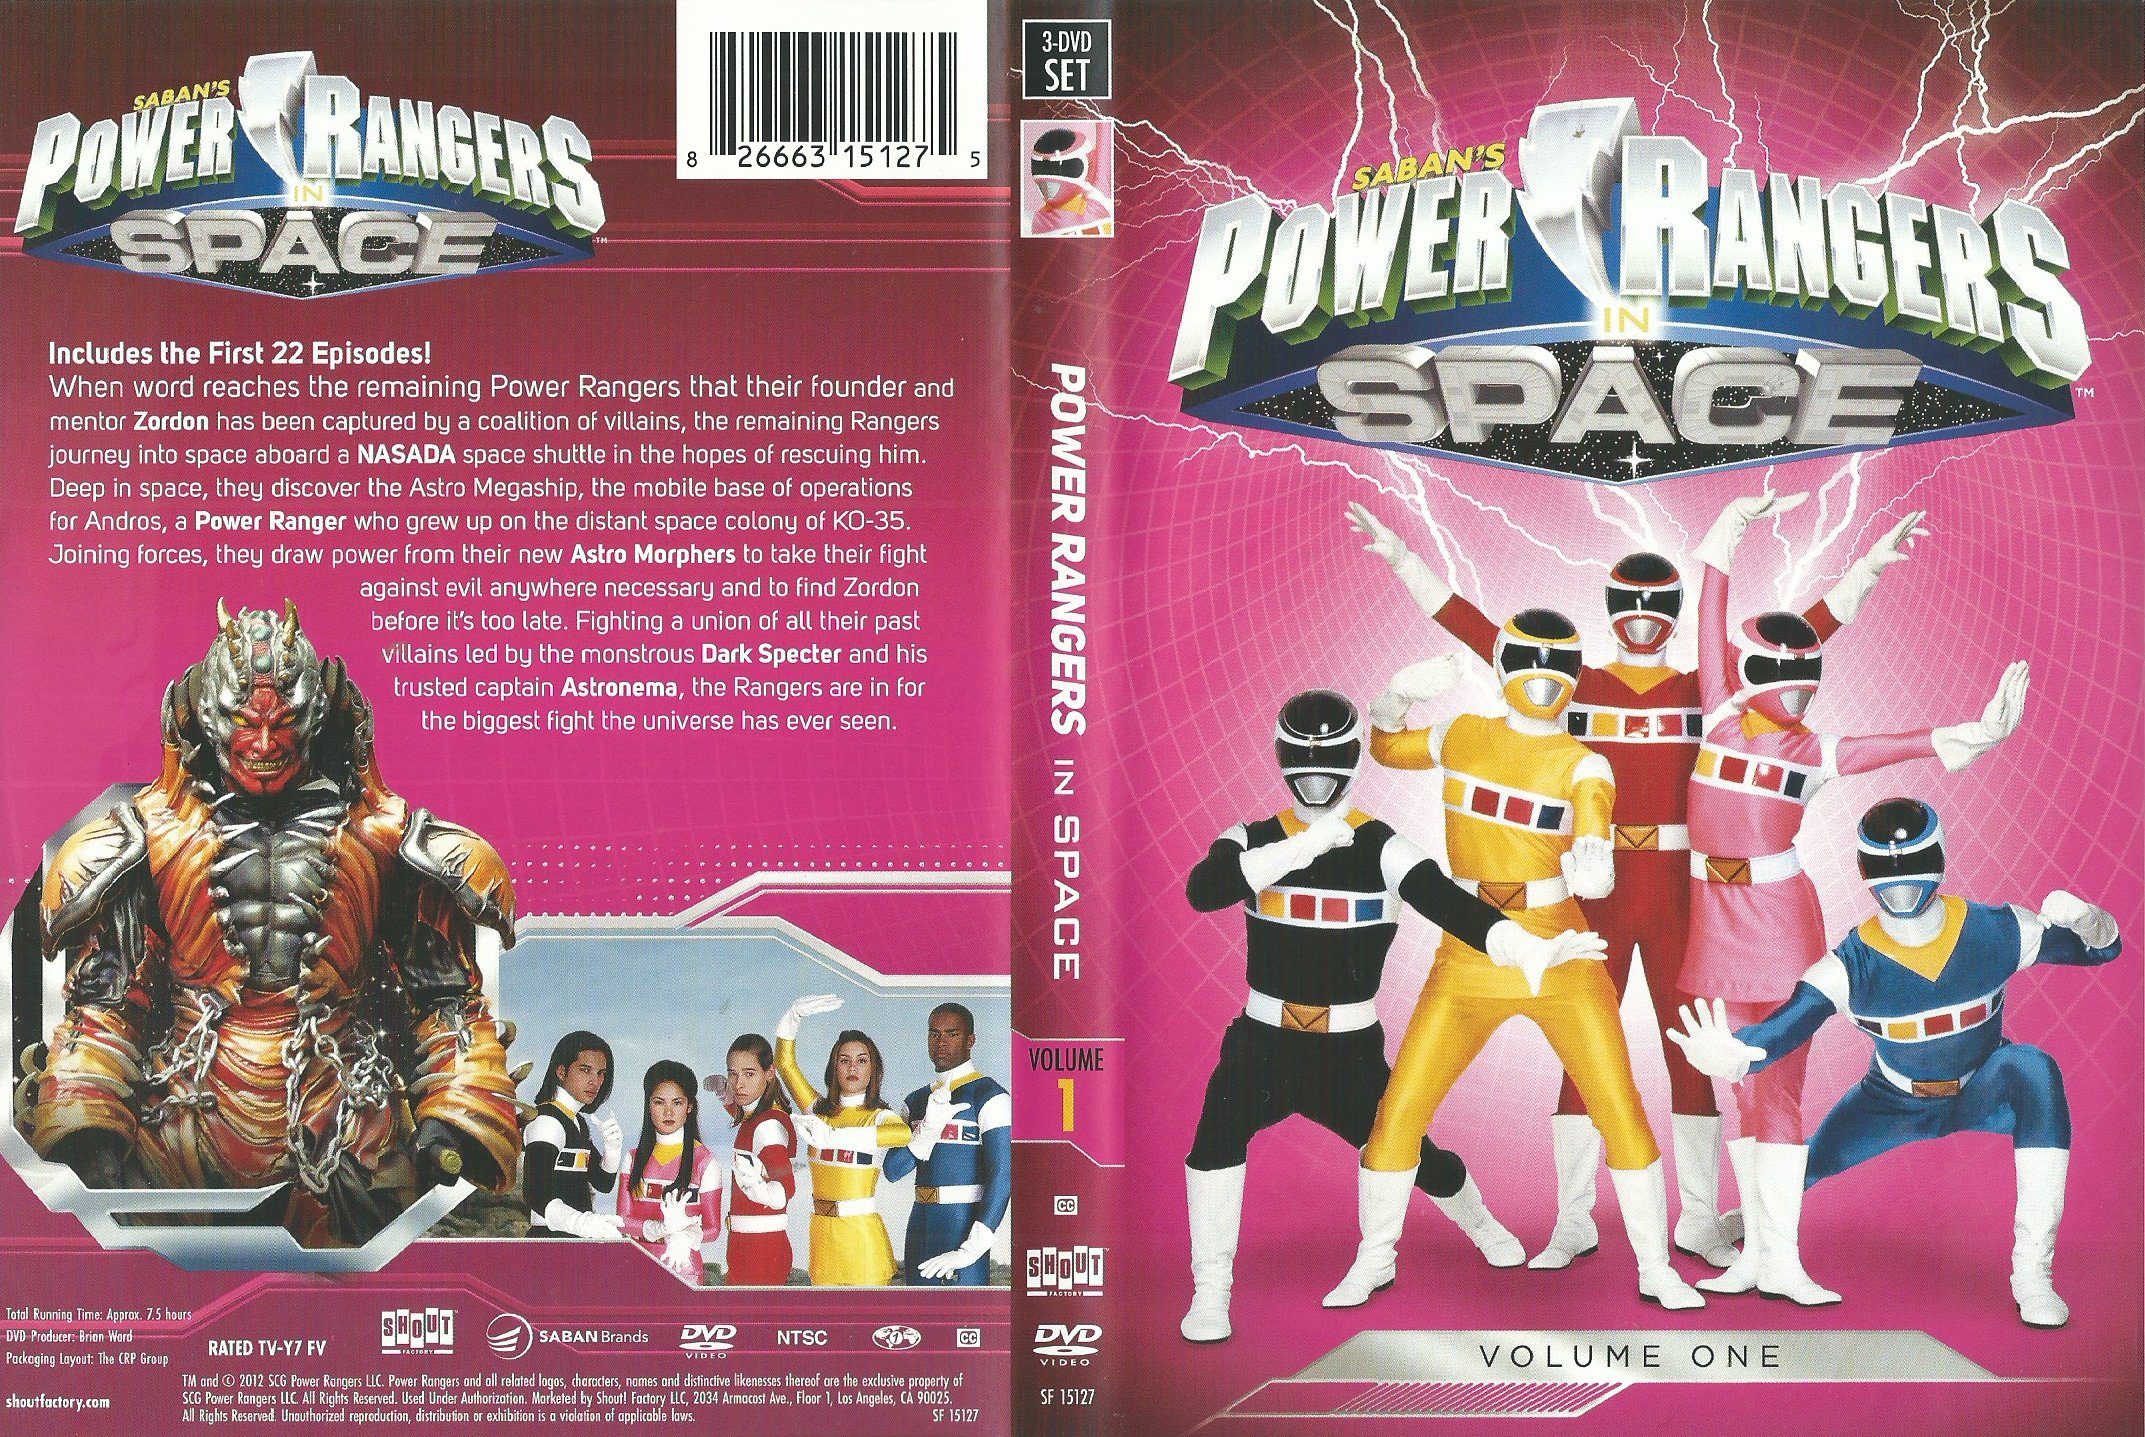 SABAN'S
POWER RANGERS
IN
SPACE
™
8 26663 15127 5
Includes the First 22 Episodes!
When word reaches the remaining Power Rangers that their founder and
mentor Zordon has been captured by a coalition of villains, the remaining Rangers
journey into space aboard a NASADA space shuttle in the hopes of rescuing him.
Deep in space, they discover the Astro Megaship, the mobile base of operations
for Andros, a Power Ranger who grew up on the distant space colony of KO-35.
Joining forces, they draw power from their new Astro Morphers to take their fight
against evil anywhere necessary and to find Zordon
before it's too late. Fighting a union of all their past
villains led by the monstrous Dark Specter and his
trusted captain Astronema, the Rangers are in for
the biggest fight the universe has ever seen.
Total Running Time: Approx. 7.5 hours
DVD Producer: Brian Ward
Packaging Layout: The CRP Group
shoutfactory.com
RATED TV-Y7 FV
SHOUT
FACTORY
SABAN Brands
DVD
VIDEO
NTSC
1
CC
TM and © 2012 SCG Power Rangers LLC. Power Rangers and all related logos, characters, names and distinctive likenesses thereof are the exclusive property of
SCG Power Rangers LLC. All Rights Reserved. Used Under Authorization. Marketed by Shout! Factory LLC, 2034 Armacost Ave., Floor 1, Los Angeles, CA 90025.
All Rights Reserved. Unauthorized reproduction, distribution or exhibition is a violation of applicable laws.
SF 15127
3-DVD
SET
POWER RANGERS IN SPACE
VOLUME
1
CC
SHOUT
FACTORY
DVD
VIDEO
SF 15127
SABAN'S
POWER RANGERS
IN
SPACE
™
VOLUME ONE